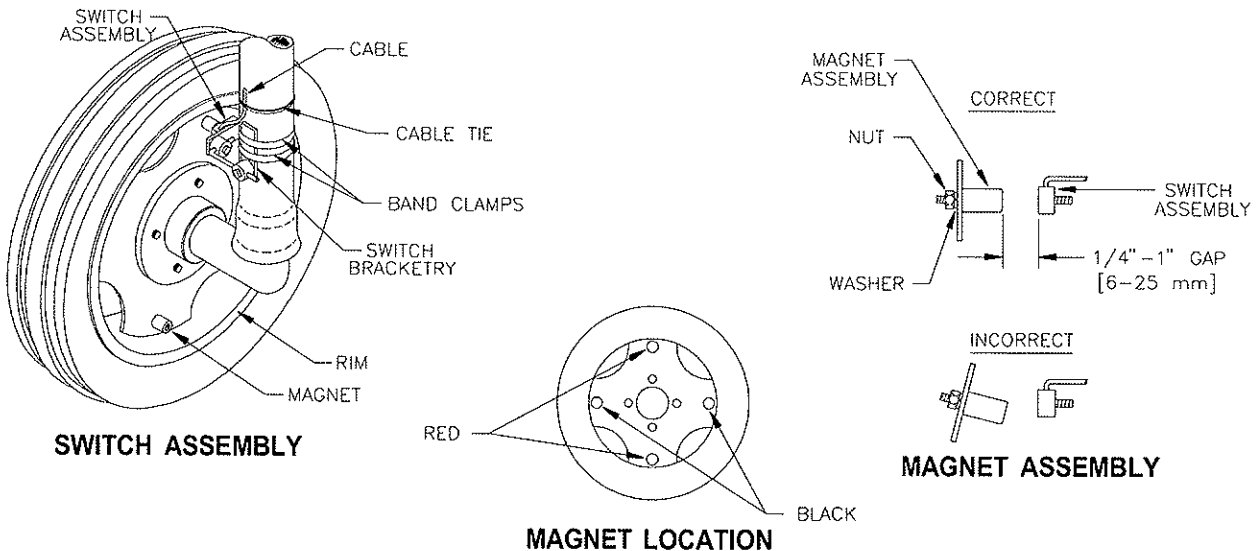 SWITCH
ASSEMBLY
CABLE
CABLE TIE
BAND CLAMPS
SWITCH
BRACKETRY
RIM
MAGNET
SWITCH ASSEMBLY
RED
BLACK
MAGNET LOCATION
MAGNET
ASSEMBLY
CORRECT
NUT
SWITCH
ASSEMBLY
WASHER
1/4"-1" GAP
[6-25 mm]
INCORRECT
MAGNET ASSEMBLY